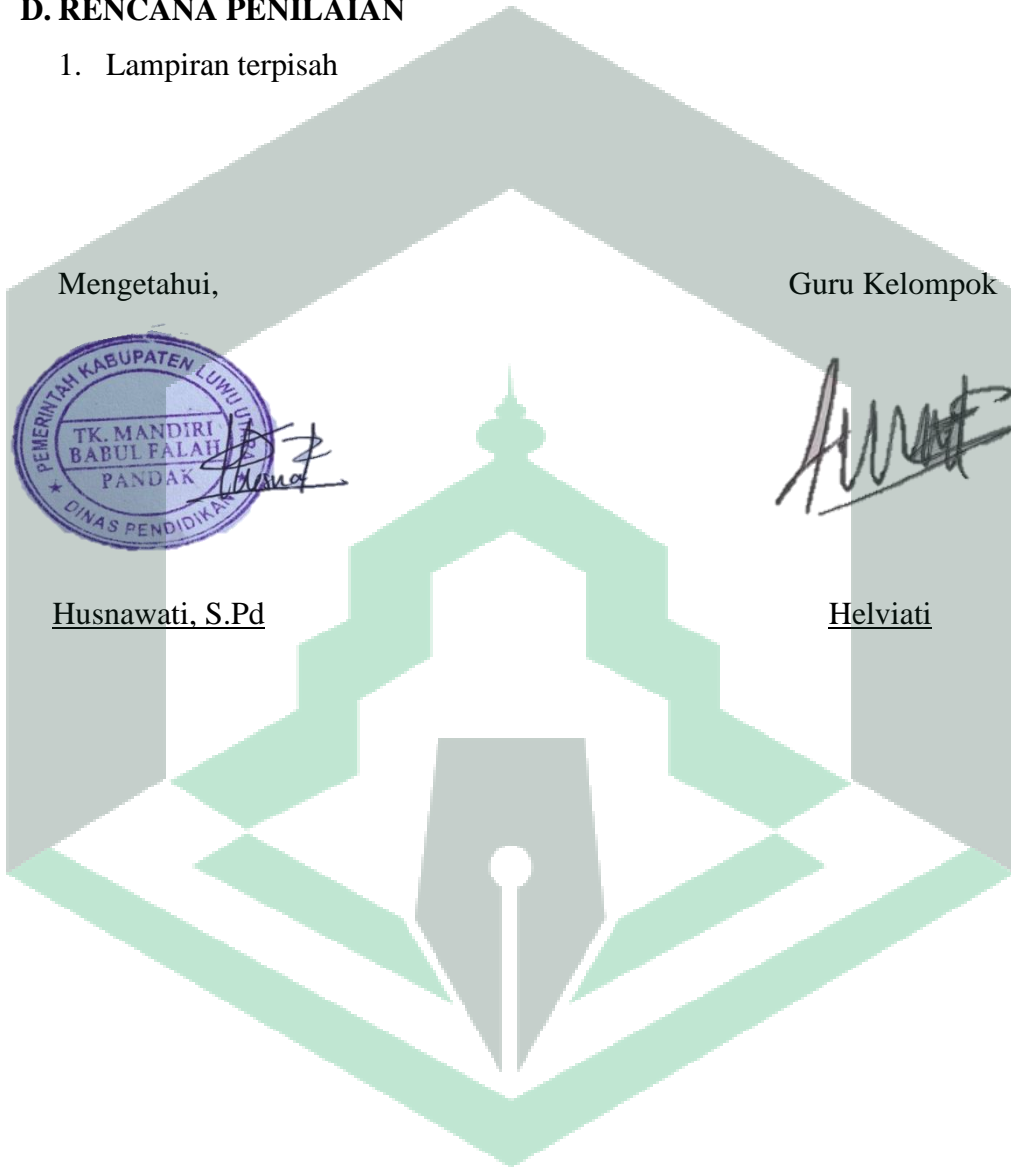 D. RENCANA PENILAIAN
1. Lampiran terpisah
Mengetahui,
Guru Kelompok
PEMERINTAH KABUPATEN LUWU UTARA
TK. MANDIRI
BABUL FALAH
PANDAK
DINAS PENDIDIKAN
Husnawati, S.Pd
Helviati